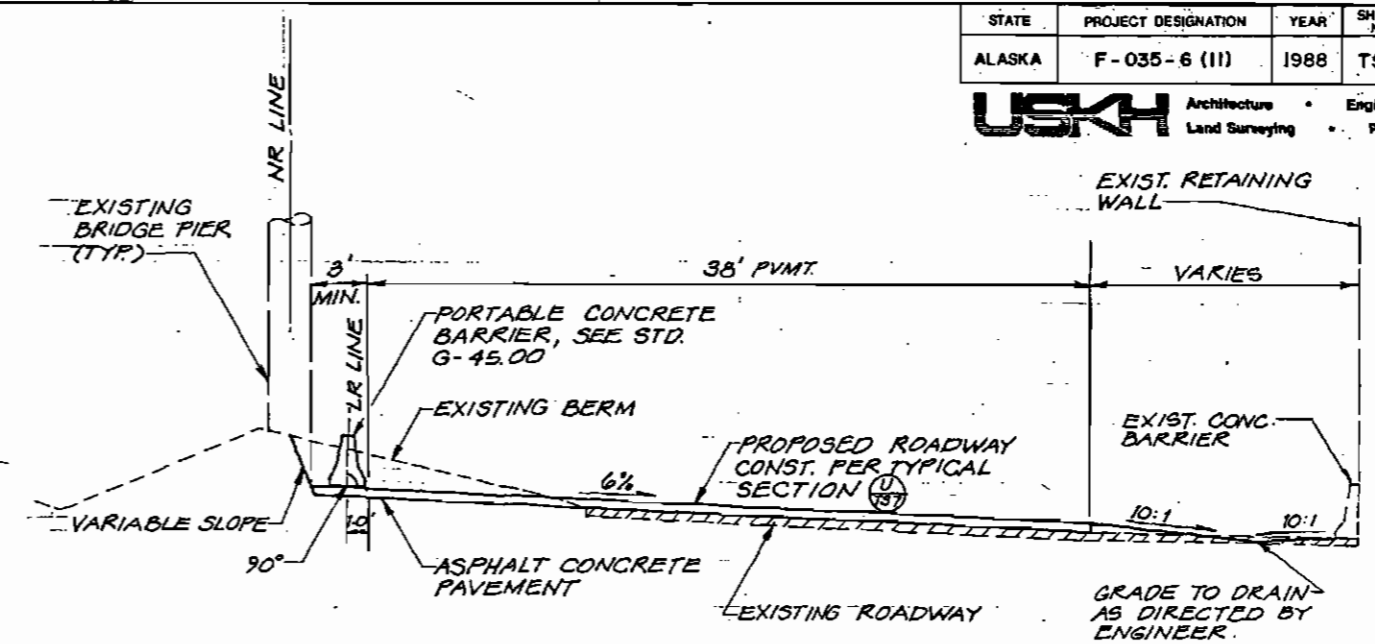 STATE
PROJECT DESIGNATION
YEAR
ALASKA
F-035-6 (11)
1988
USKH
Architecture •
Land Surveying •
NR LINE
EXISTING
BRIDGE PIER
(TYP.)
EXIST. RETAINING
WALL
3'
MIN.
38' PVMT.
VARIES
LR LINE
PORTABLE CONCRETE
BARRIER, SEE STD.
G-45.00
EXISTING BERM
PROPOSED ROADWAY
CONST. PER TYPICAL
SECTION
U
EXIST. CONC.
BARRIER
6%
10:1
10:1
VARIABLE SLOPE
1.0'
90°
ASPHALT CONCRETE
PAVEMENT
EXISTING ROADWAY
GRADE TO DRAIN
AS DIRECTED BY
ENGINEER.